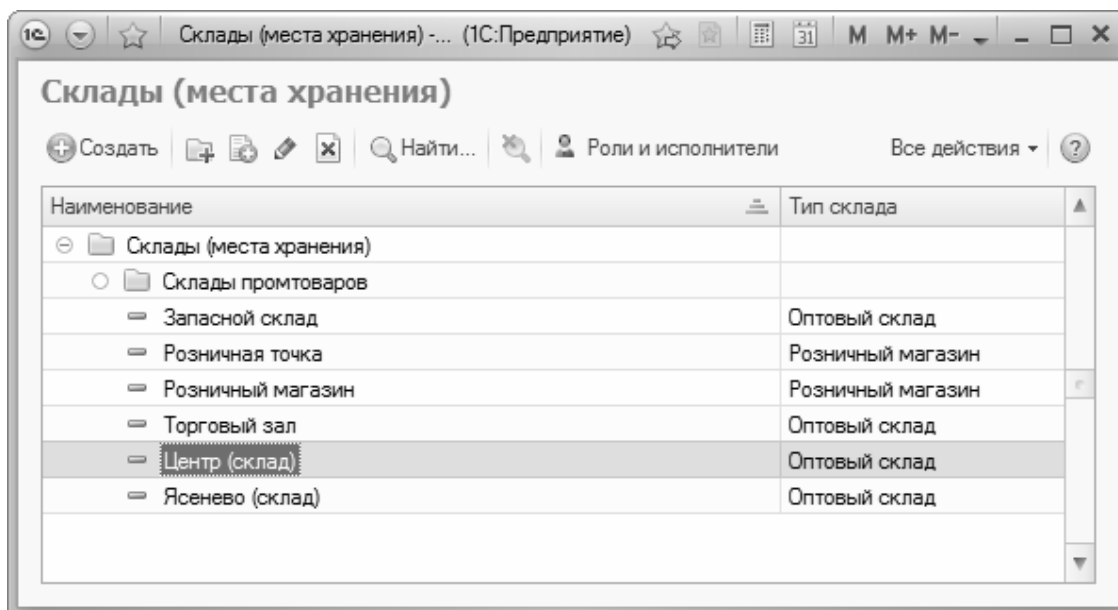 1С Склады (места хранения) -... (1С:Предприятие) 31 M M+ M-
Склады (места хранения)
Создать Найти... Роли и исполнители Все действия ?
Наименование Тип склада
Склады (места хранения)
Склады промтоваров
Запасной склад Оптовый склад
Розничная точка Розничный магазин
Розничный магазин Розничный магазин
Торговый зал Оптовый склад
Центр (склад) Оптовый склад
Ясенево (склад) Оптовый склад